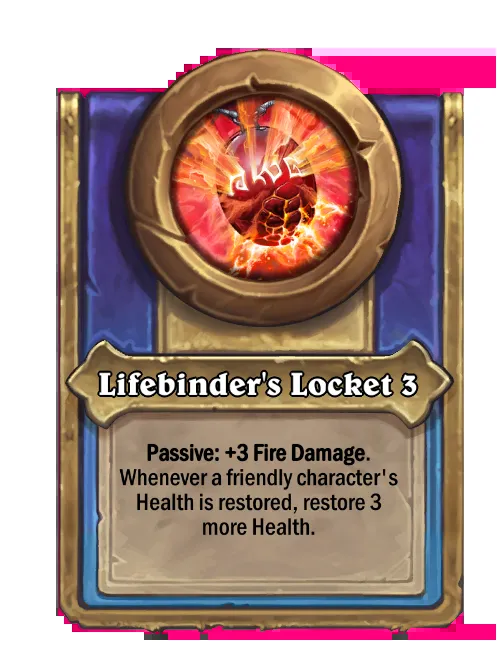 Lifebinder's Locket 3
Passive: +3 Fire Damage.
Whenever a friendly character's
Health is restored, restore 3
more Health.